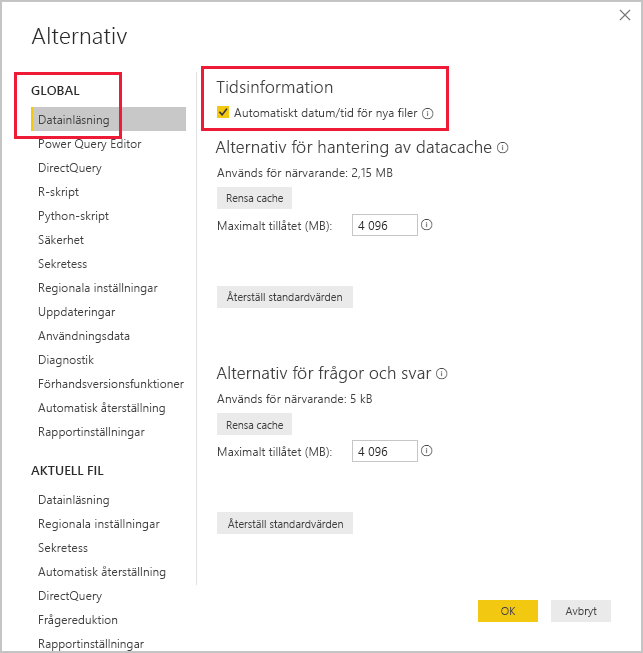 Alternativ
GLOBAL
Datainläsning
Power Query Editor
DirectQuery
R-skript
Python-skript
Säkerhet
Sekretess
Regionala inställningar
Uppdateringar
Användningsdata
Diagnostik
Förhandsversionsfunktioner
Automatisk återställning
Rapportinställningar
AKTUELL FIL
Datainläsning
Regionala inställningar
Sekretess
Automatisk återställning
DirectQuery
Frågereduktion
Rapportinställningar
Tidsinformation
Automatiskt datum/tid för nya filer
Alternativ för hantering av datacache
Används för närvarande: 2,15 MB
Rensa cache
Maximalt tillåtet (MB): 4 096
Återställ standardvärden
Alternativ för frågor och svar
Används för närvarande: 5 kB
Rensa cache
Maximalt tillåtet (MB): 4 096
Återställ standardvärden
OK Avbryt